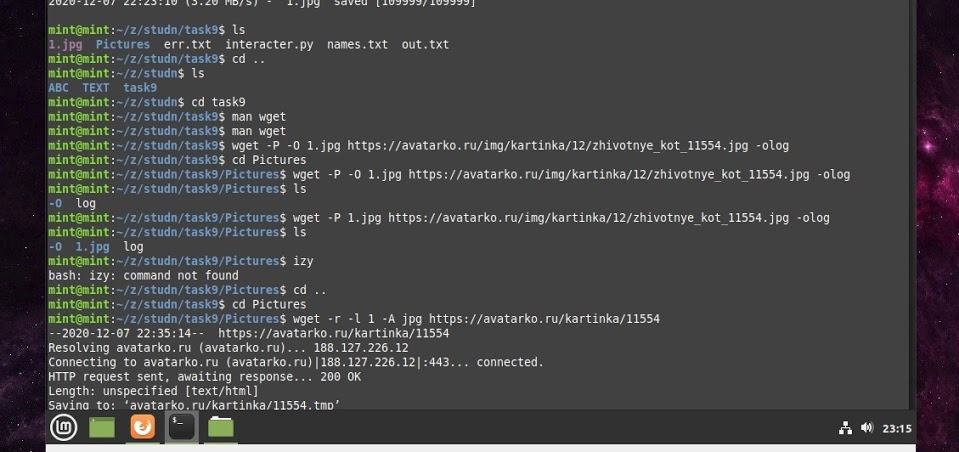 2020-12-07 22:23:10 (3.20 MB/s) - ‘1.jpg’ saved [109999/109999]
mint@mint:~/z/studn/task9$ ls
1.jpg Pictures err.txt interacter.py names.txt out.txt
mint@mint:~/z/studn/task9$ cd ..
mint@mint:~/z/studn$ ls
ABC TEXT task9
mint@mint:~/z/studn$ cd task9
mint@mint:~/z/studn/task9$ man wget
mint@mint:~/z/studn/task9$ man wget
mint@mint:~/z/studn/task9$ wget -P -O 1.jpg https://avatarko.ru/img/kartinka/12/zhivotnye_kot_11554.jpg -olog
mint@mint:~/z/studn/task9$ cd Pictures
mint@mint:~/z/studn/task9/Pictures$ wget -P -O 1.jpg https://avatarko.ru/img/kartinka/12/zhivotnye_kot_11554.jpg -olog
mint@mint:~/z/studn/task9/Pictures$ ls
-O log
mint@mint:~/z/studn/task9/Pictures$ wget -P 1.jpg https://avatarko.ru/img/kartinka/12/zhivotnye_kot_11554.jpg -olog
mint@mint:~/z/studn/task9/Pictures$ ls
-O 1.jpg log
mint@mint:~/z/studn/task9/Pictures$ izy
bash: izy: command not found
mint@mint:~/z/studn/task9/Pictures$ cd ..
mint@mint:~/z/studn/task9$ cd Pictures
mint@mint:~/z/studn/task9/Pictures$ wget -r -l 1 -A jpg https://avatarko.ru/kartinka/11554
--2020-12-07 22:35:14-- https://avatarko.ru/kartinka/11554
Resolving avatarko.ru (avatarko.ru)... 188.127.226.12
Connecting to avatarko.ru (avatarko.ru)|188.127.226.12|:443... connected.
HTTP request sent, awaiting response... 200 OK
Length: unspecified [text/html]
Saving to: ‘avatarko.ru/kartinka/11554.tmp’
23:15